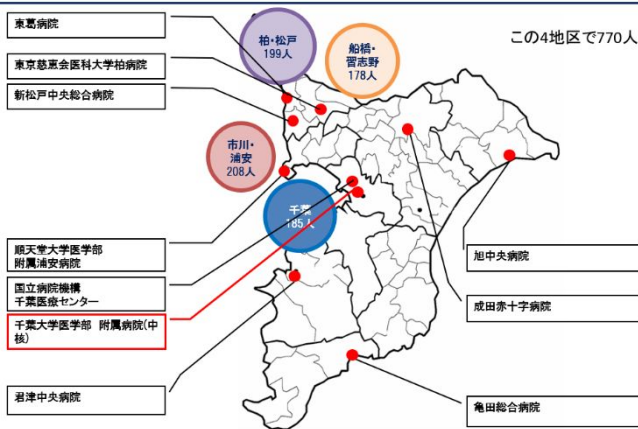 東葛病院
東京慈恵会医科大学柏病院
新松戸中央総合病院
柏・松戸
199人
船橋・
習志野
178人
この4地区で770人
市川・
浦安
208人
千葉
185人
順天堂大学医学部
附属浦安病院
国立病院機構
千葉医療センター
千葉大学医学部 附属病院(中
核)
君津中央病院
旭中央病院
成田赤十字病院
亀田総合病院